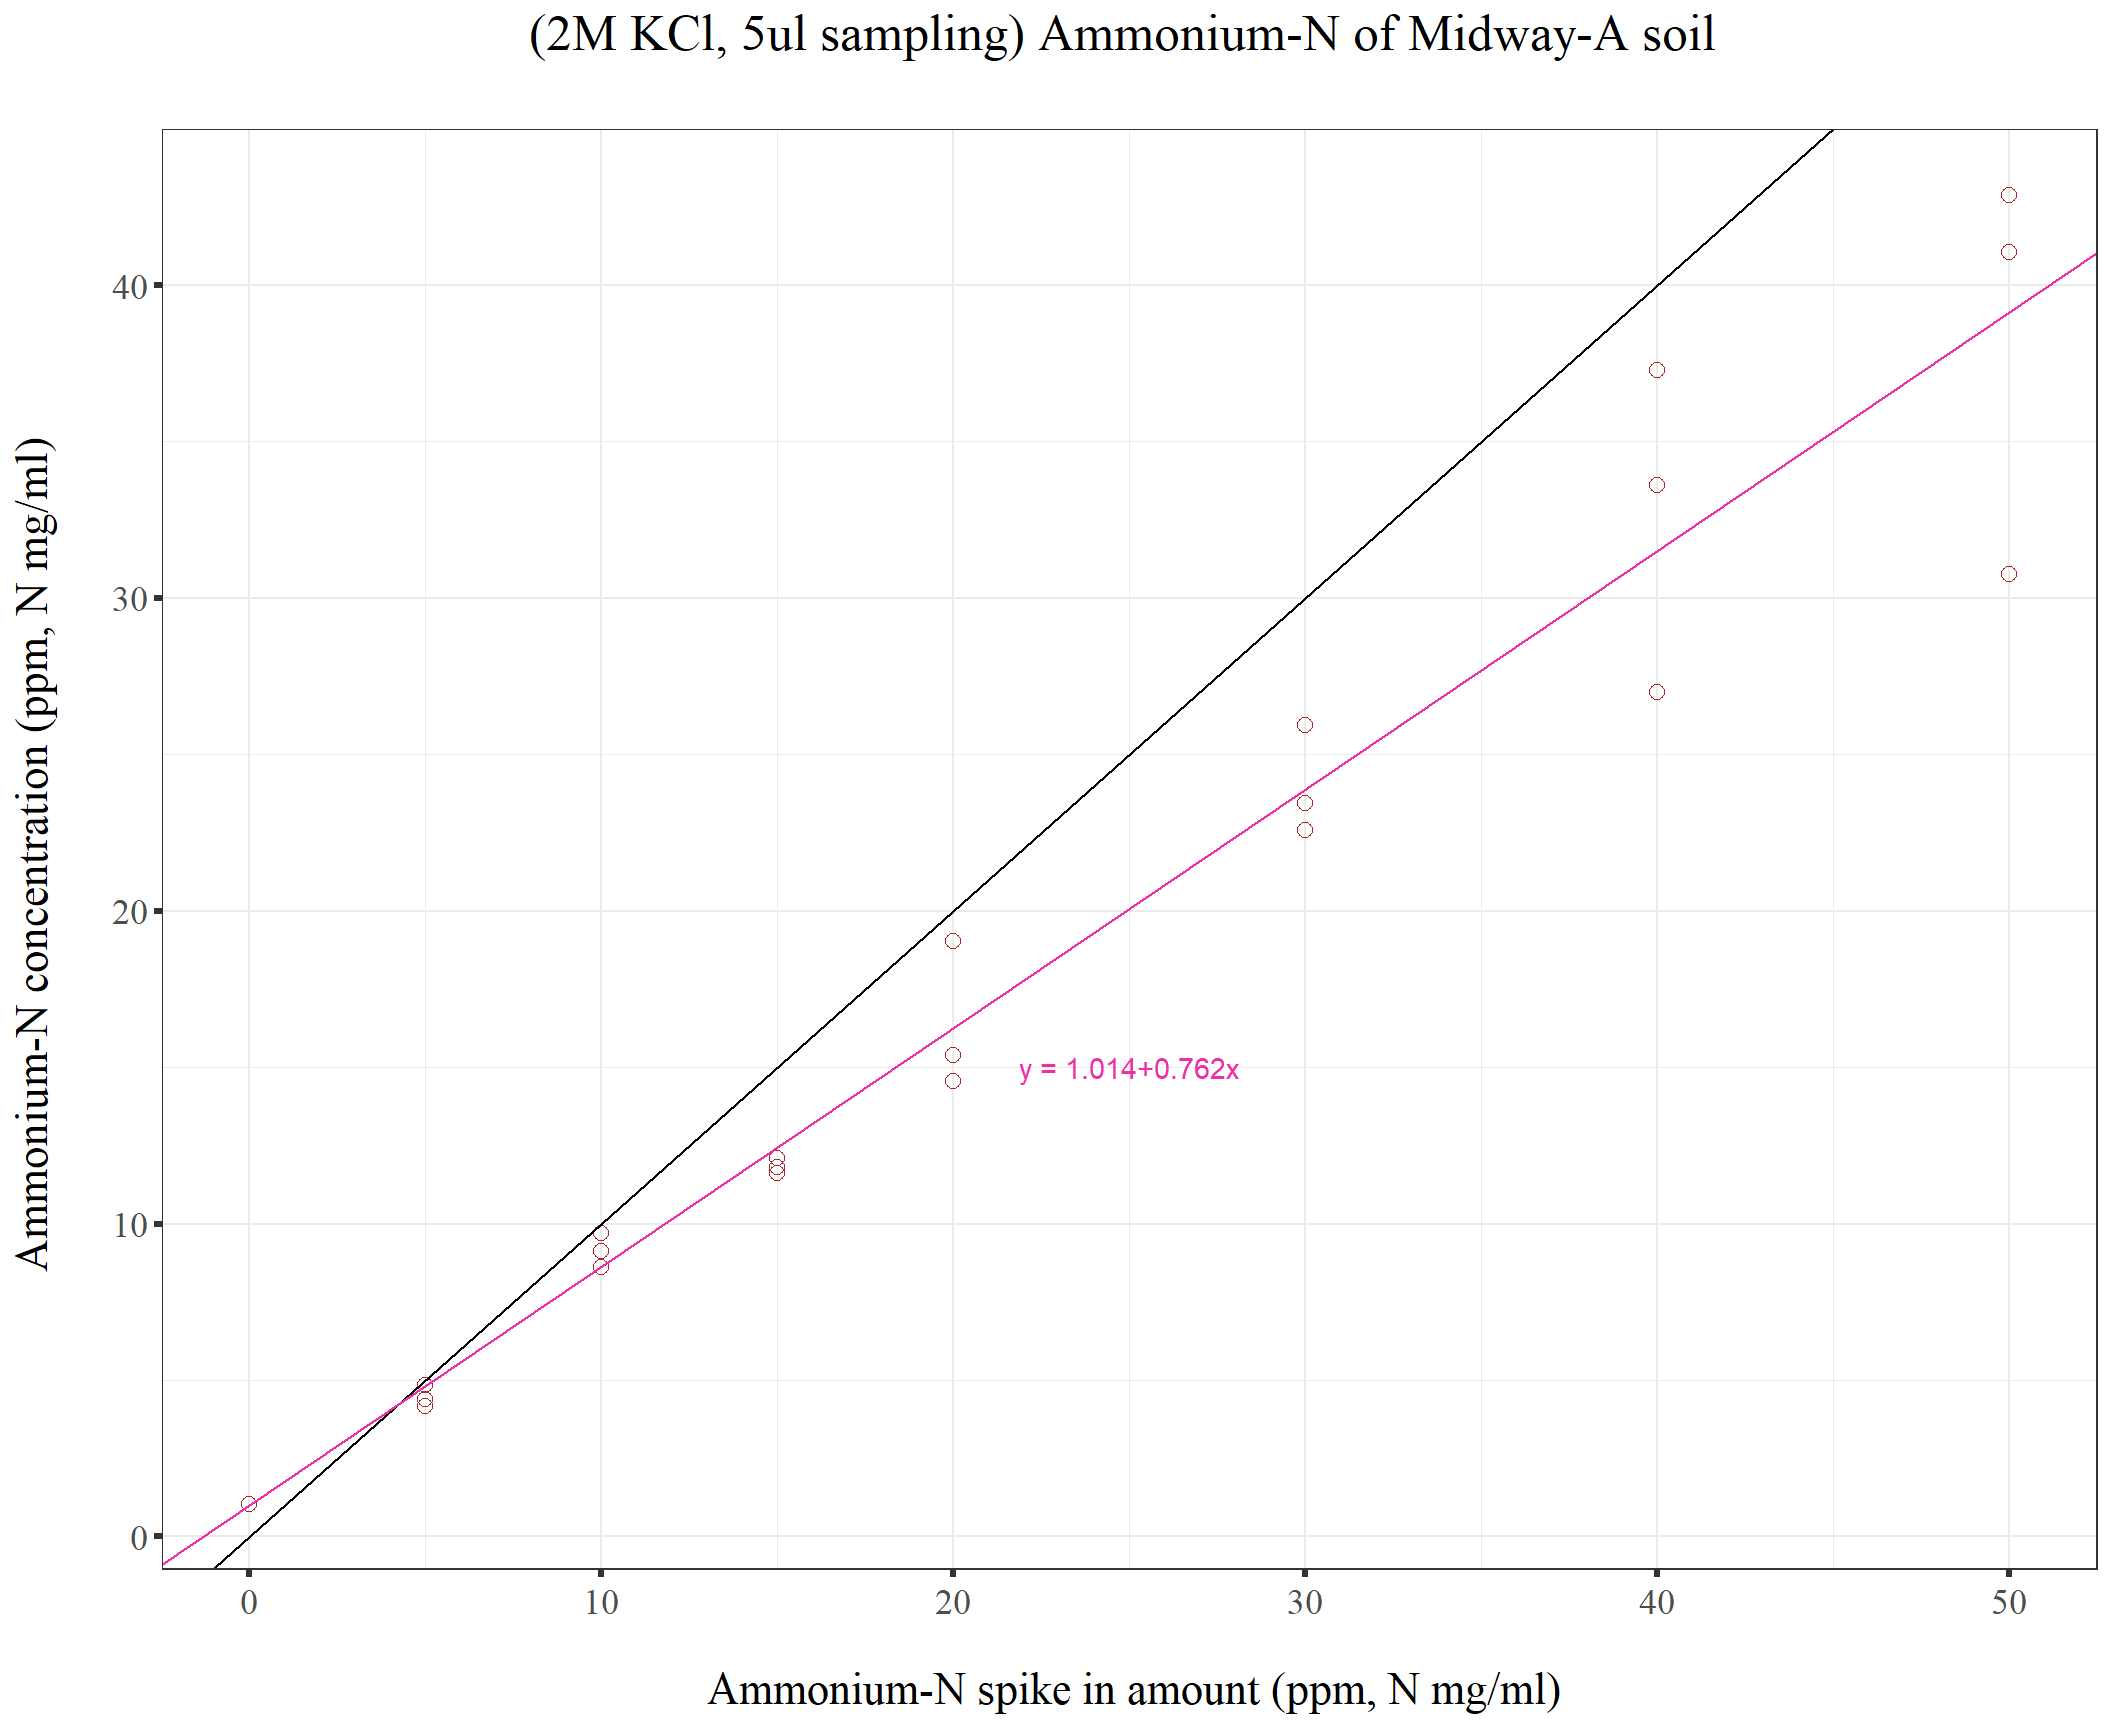 (2M KCl, 5ul sampling) Ammonium-N of Midway-A soil
Ammonium-N concentration (ppm, N mg/ml)
40
30
20
10
0
y = 1.014+0.762x
0 10 20 30 40 50
Ammonium-N spike in amount (ppm, N mg/ml)